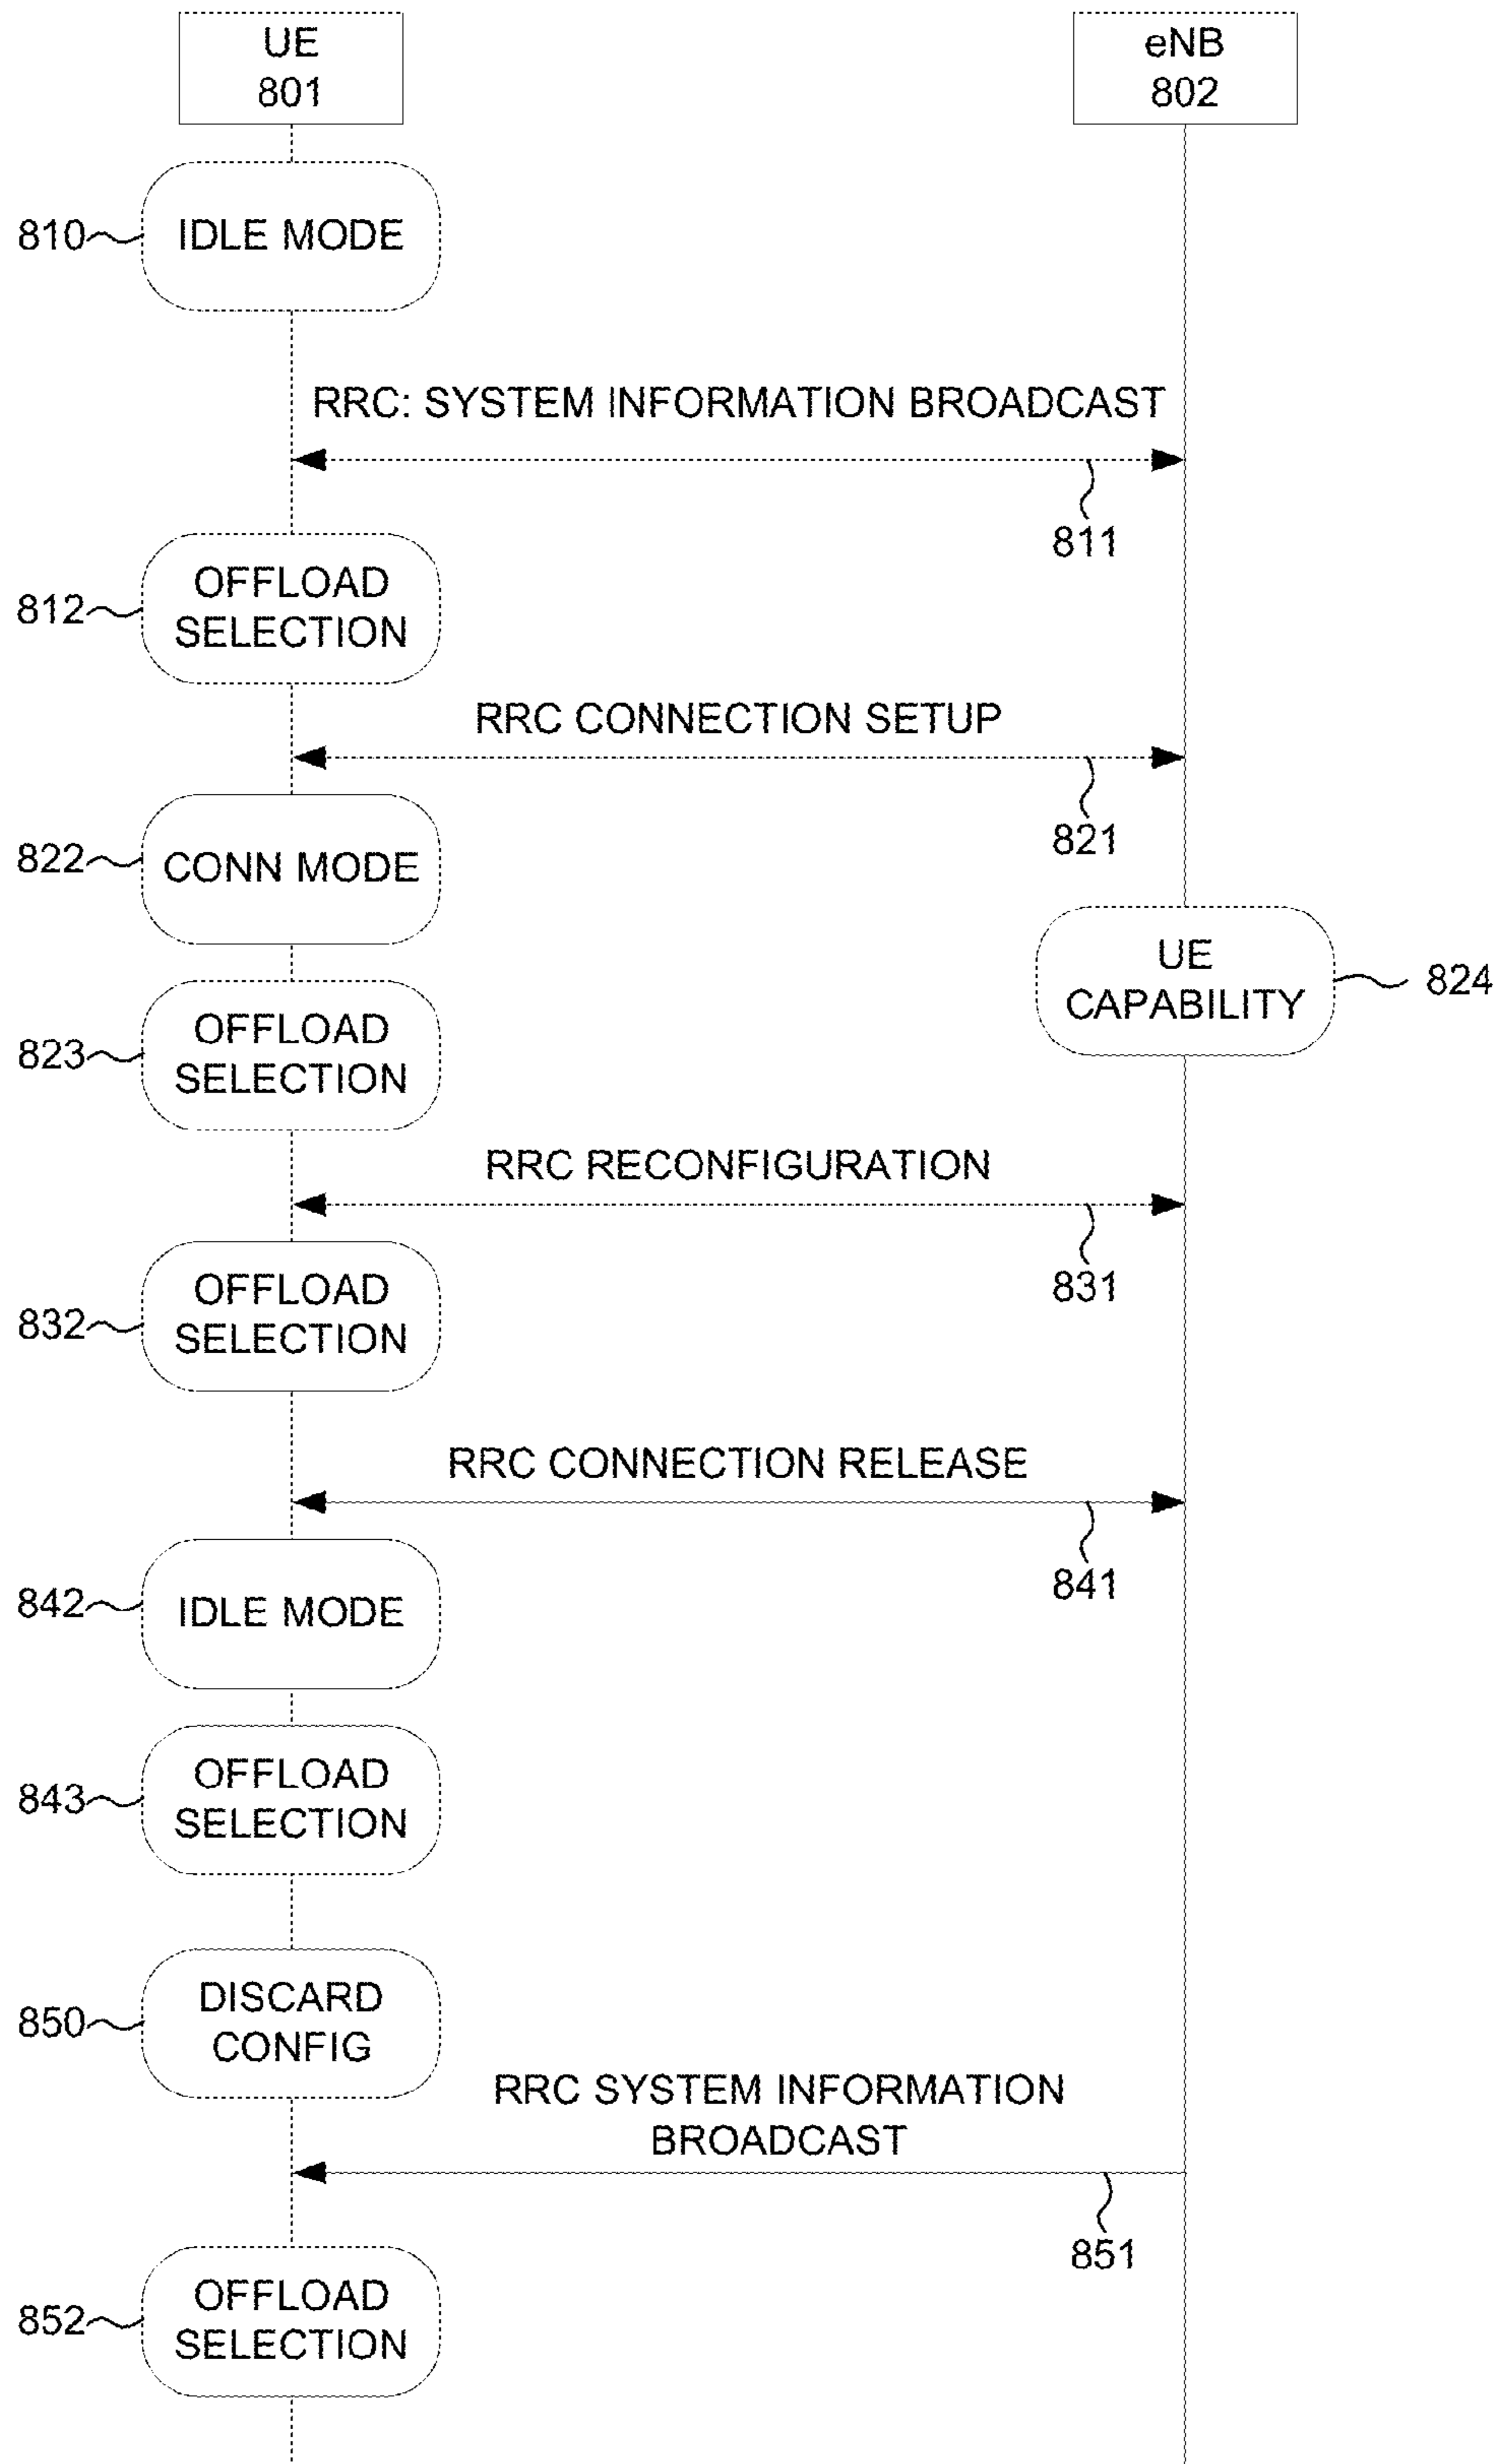 UE
801
eNB
802
810
IDLE MODE
RRC: SYSTEM INFORMATION BROADCAST
811
812
OFFLOAD
SELECTION
RRC CONNECTION SETUP
821
822
CONN MODE
UE
CAPABILITY
824
823
OFFLOAD
SELECTION
RRC RECONFIGURATION
831
832
OFFLOAD
SELECTION
RRC CONNECTION RELEASE
841
842
IDLE MODE
843
OFFLOAD
SELECTION
850
DISCARD
CONFIG
RRC SYSTEM INFORMATION
BROADCAST
851
852
OFFLOAD
SELECTION